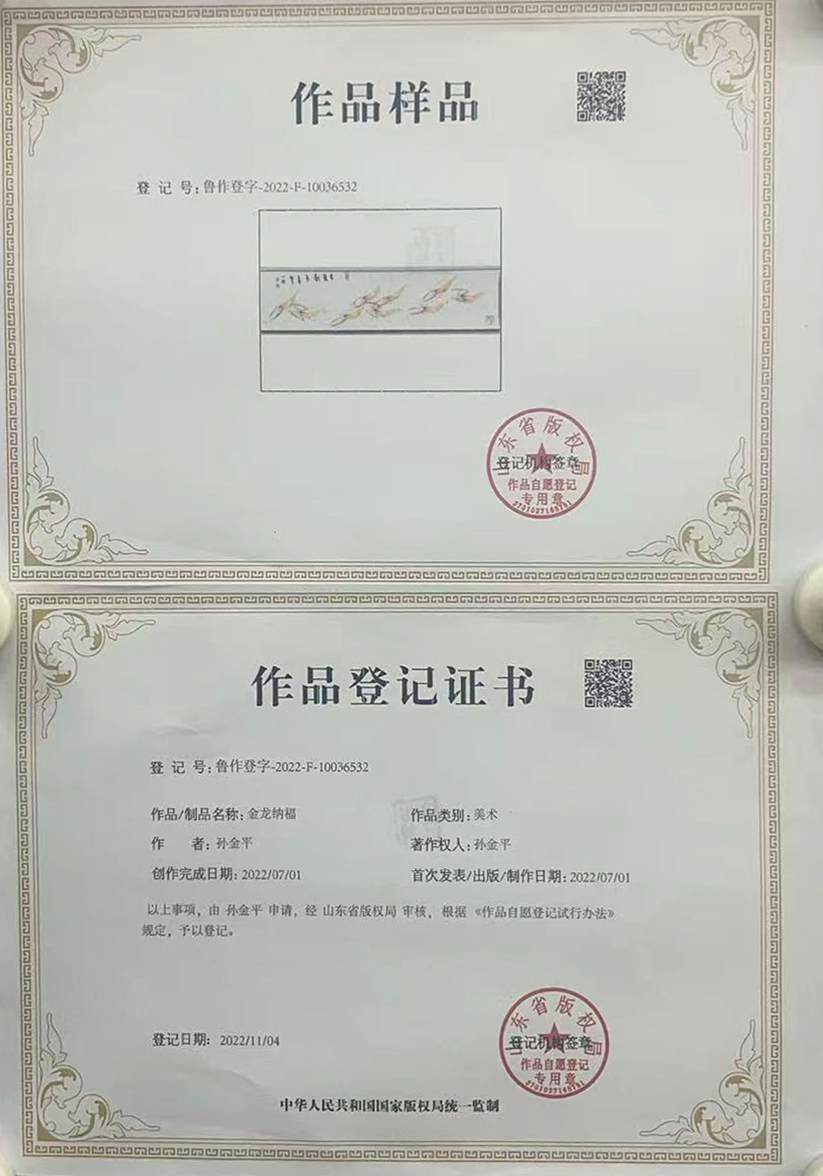 作品样品
登 记 号:鲁作登字-2022-F-10036532
山东省版权局
登记机构签章
作品自愿登记
专用章
作品登记证书
登 记 号:鲁作登字-2022-F-10036532
作品/制品名称:金龙纳福 作品类别:美术
作 者:孙金平 著作权人:孙金平
创作完成日期:2022/07/01 首次发表/出版/制作日期:2022/07/01
以上事项，由 孙金平 申请，经 山东省版权局 审核，根据 《作品自愿登记试行办法》
规定，予以登记。
登记日期: 2022/11/04
山东省版权局
登记机构签章
作品自愿登记
专用章
中华人民共和国国家版权局统一监制